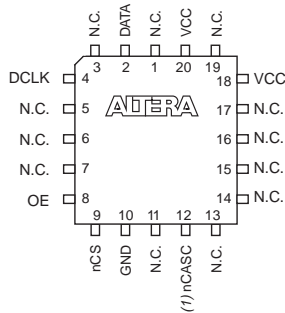 N.C. DATA N.C. VCC N.C.
3 2 1 20 19
DCLK 4 18 VCC
N.C. 5 17 N.C.
ALTERA
N.C. 6 16 N.C.
N.C. 7 15 N.C.
OE 8 14 N.C.
9 10 11 12 13
nCS GND N.C. (1) nCASC N.C.